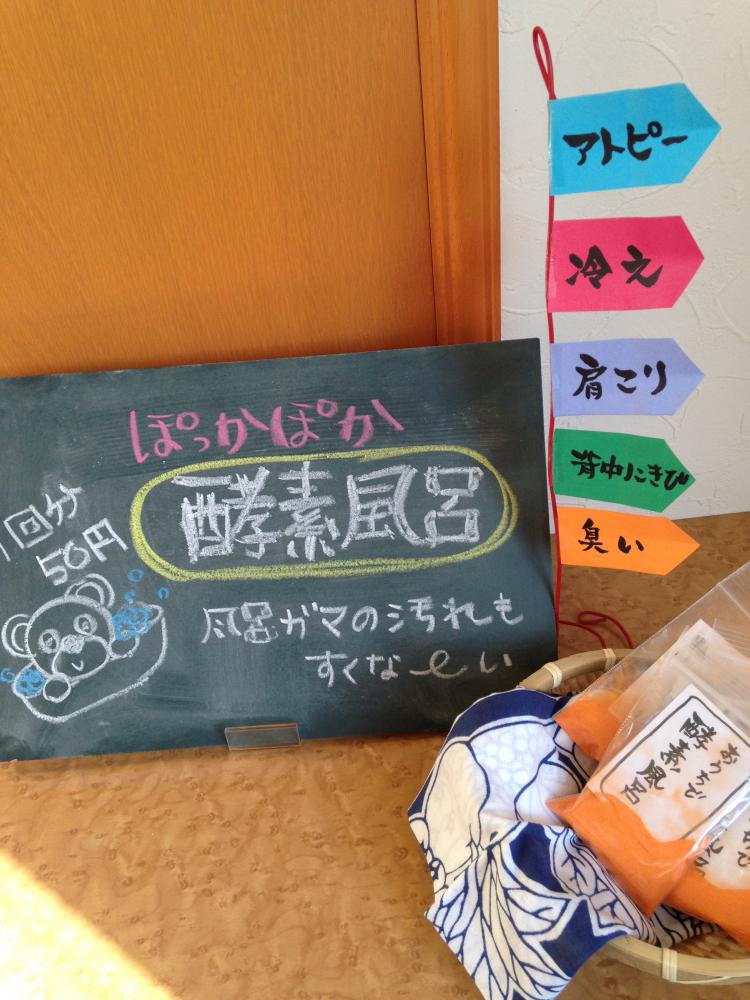 アトピー
冷え
肩こり
背中にきび
臭い
ぽっかぽか
酵素風呂
1回分
50円
風呂ガマの汚れも
すくなーい
おうちで
酵素風呂